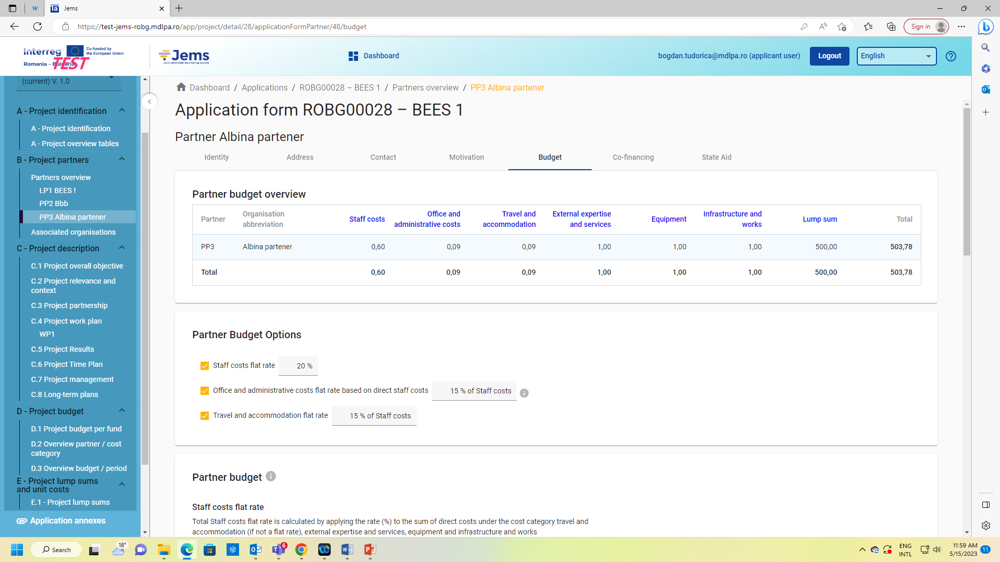 Jems
https://test-jems-robg.mdlpa.ro/app/project/detail/28/applicationFormPartner/48/budget
Sign in
Interreg
Co-funded by
the European Union
Romania – Bulgaria
TEST
Jems
Joint electronic monitoring system
Dashboard
bogdan.tudorica@mdlpa.ro (applicant user)
Logout
English
(current) V. 1.0
A - Project identification
A - Project identification
A - Project overview tables
B - Project partners
Partners overview
LP1 BEES !
PP2 Bbb
PP3 Albina partener
Associated organisations
C - Project description
C.1 Project overall objective
C.2 Project relevance and
context
C.3 Project partnership
C.4 Project work plan
WP1
C.5 Project Results
C.6 Project Time Plan
C.7 Project management
C.8 Long-term plans
D - Project budget
D.1 Project budget per fund
D.2 Overview partner / cost
category
D.3 Overview budget / period
E - Project lump sums
and unit costs
E.1 - Project lump sums
Application annexes
Dashboard / Applications / ROBG00028 – BEES 1 / Partners overview / PP3 Albina partener
Application form ROBG00028 – BEES 1
Partner Albina partener
Identity Address Contact Motivation Budget Co-financing State Aid
Partner budget overview
Partner Organisation abbreviation Staff costs Office and administrative costs Travel and accommodation External expertise and services Equipment Infrastructure and works Lump sum Total
PP3 Albina partener 0,60 0,09 0,09 1,00 1,00 1,00 500,00 503,78
Total 0,60 0,09 0,09 1,00 1,00 1,00 500,00 503,78
Partner Budget Options
Staff costs flat rate 20 %
Office and administrative costs flat rate based on direct staff costs 15 % of Staff costs
Travel and accommodation flat rate 15 % of Staff costs
Partner budget
Staff costs flat rate
Total Staff costs flat rate is calculated by applying the rate (%) to the sum of direct costs under the cost category travel and
accommodation (if not a flat rate), external expertise and services, equipment and infrastructure and works
Search
18°
6
ENG
INTL
11:59 AM
5/15/2023
11